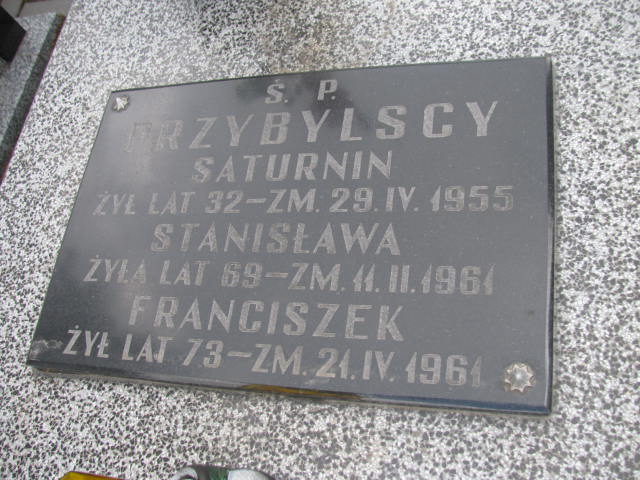 Ś. P.
PRZYBYLSCY
SATURNIN
ŻYŁ LAT 32 – ZM. 29. IV. 1955
STANISŁAWA
ŻYŁA LAT 69 – ZM. 11. II. 1961
FRANCISZEK
ŻYŁ LAT 73 – ZM. 21. IV. 1961